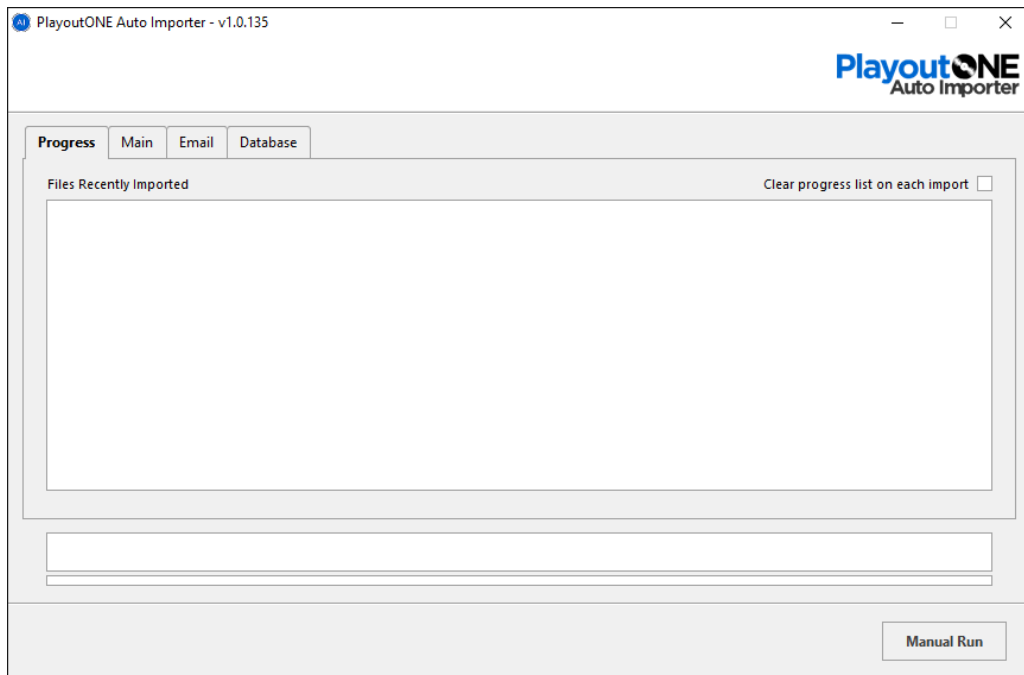 AI PlayoutONE Auto Importer - v1.0.135
PlayoutONE
Auto Importer
Progress Main Email Database
Files Recently Imported Clear progress list on each import
Manual Run